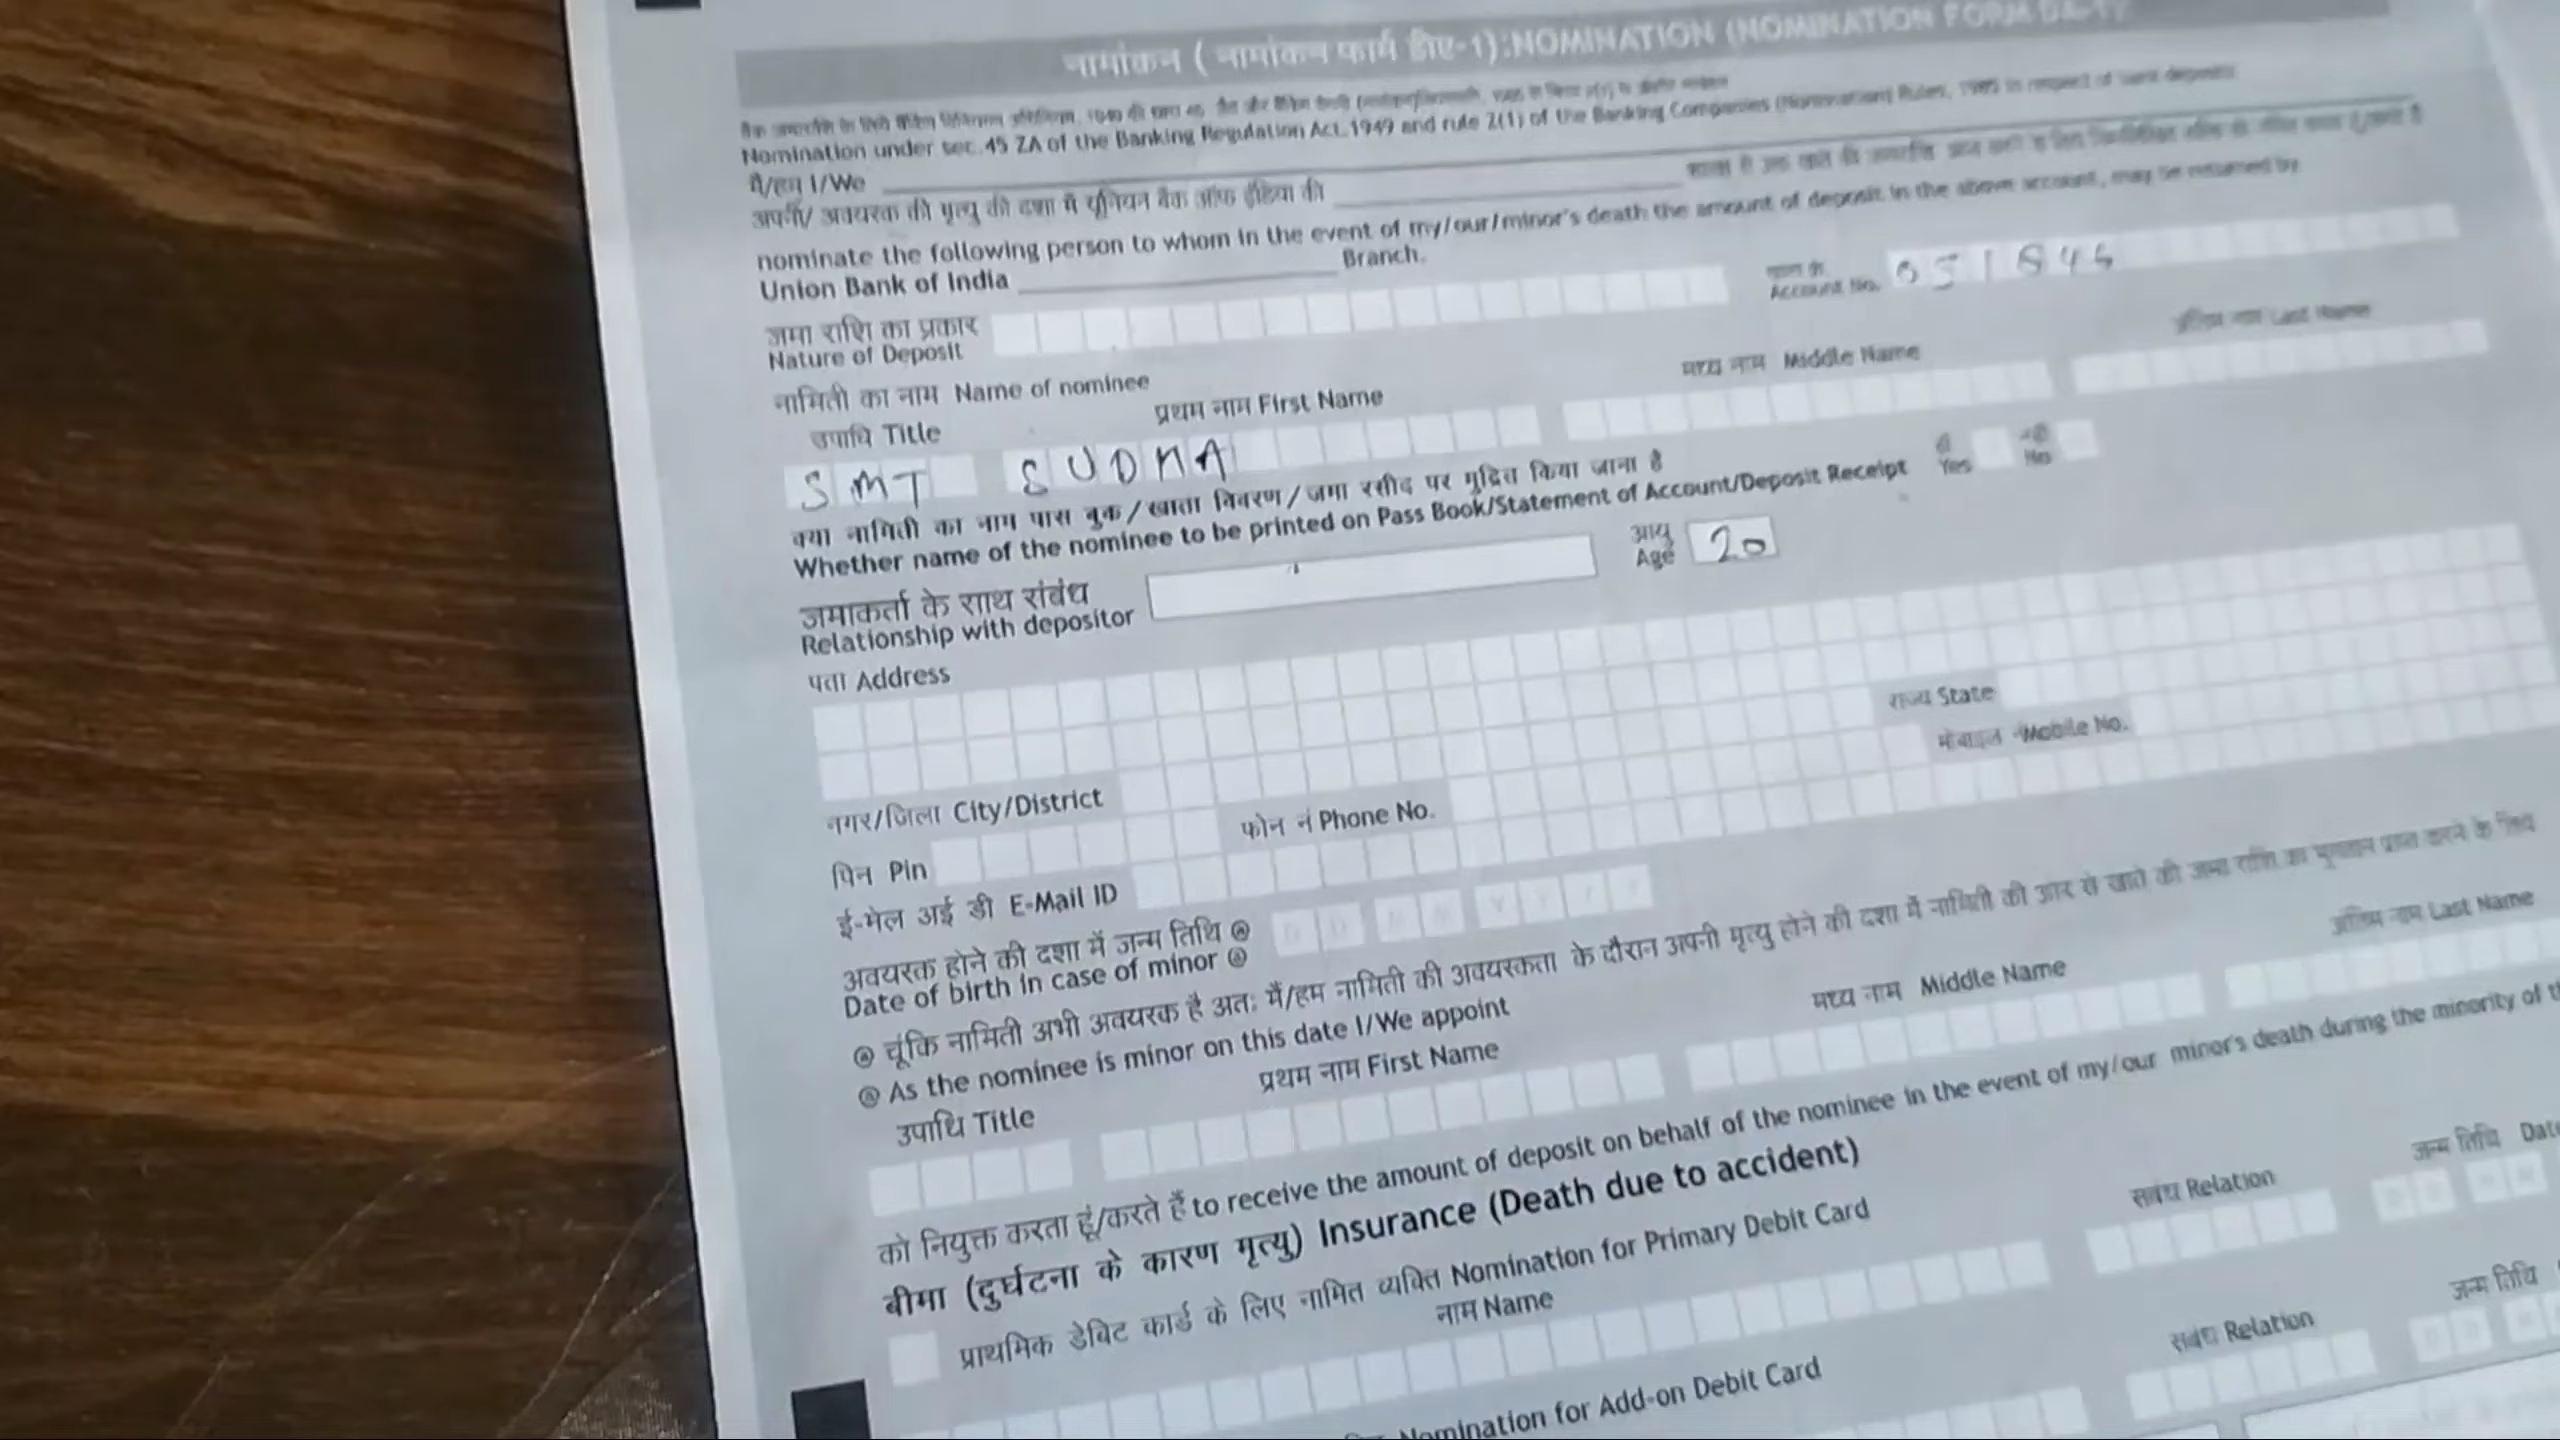 नामांकन ( नामांकन फार्म डीए-1):NOMINATION (NOMINATION FORM DA-1)
Nomination under sec.45 ZA of the Banking Regulation Act,1949 and rule 2(1) of the Banking Companies (Nomination) Rules, 1985 in respect of bank deposits
मैं/हम I/We
अपनी/ अवयस्क की मृत्यु की दशा में यूनियन बैंक ऑफ इंडिया की
nominate the following person to whom in the event of my/our/minor's death the amount of deposit in the above account, may be returned by
Union Bank of India Branch.
जमा राशि का प्रकार
Nature of Deposit
Account No.
नामिती का नाम Name of nominee
उपाधि Title प्रथम नाम First Name मध्य नाम Middle Name अंतिम नाम Last Name
SMT SUDMA
क्या नामिती का नाम पास बुक/खाता विवरण/जमा रसीद पर मुद्रित किया जाना है
Whether name of the nominee to be printed on Pass Book/Statement of Account/Deposit Receipt Yes No
जमाकर्ता के साथ संबंध आयु
Relationship with depositor Age 20
पता Address
नगर/जिला City/District राज्य State
पिन Pin फोन नं Phone No. मोबाइल नं Mobile No.
ई-मेल अई डी E-Mail ID
अवयस्क होने की दशा में जन्म तिथि @
Date of birth in case of minor @ D D M M Y Y Y Y
@ चूंकि नामिती अभी अवयस्क है अतः मैं/हम नामिती की अवयस्कता के दौरान अपनी मृत्यु होने की दशा में नामिती की ओर से खाते की जमा राशि का भुगतान प्राप्त करने के लिए
@ As the nominee is minor on this date I/We appoint
उपाधि Title प्रथम नाम First Name मध्य नाम Middle Name अंतिम नाम Last Name
को नियुक्त करता हूं/करते हैं to receive the amount of deposit on behalf of the nominee in the event of my/our minor's death during the minority of
बीमा (दुर्घटना के कारण मृत्यु) Insurance (Death due to accident)
प्राथमिक डेबिट कार्ड के लिए नामित व्यक्ति Nomination for Primary Debit Card
नाम Name संबंध Relation जन्म तिथि Date
Nomination for Add-on Debit Card संबंध Relation जन्म तिथि